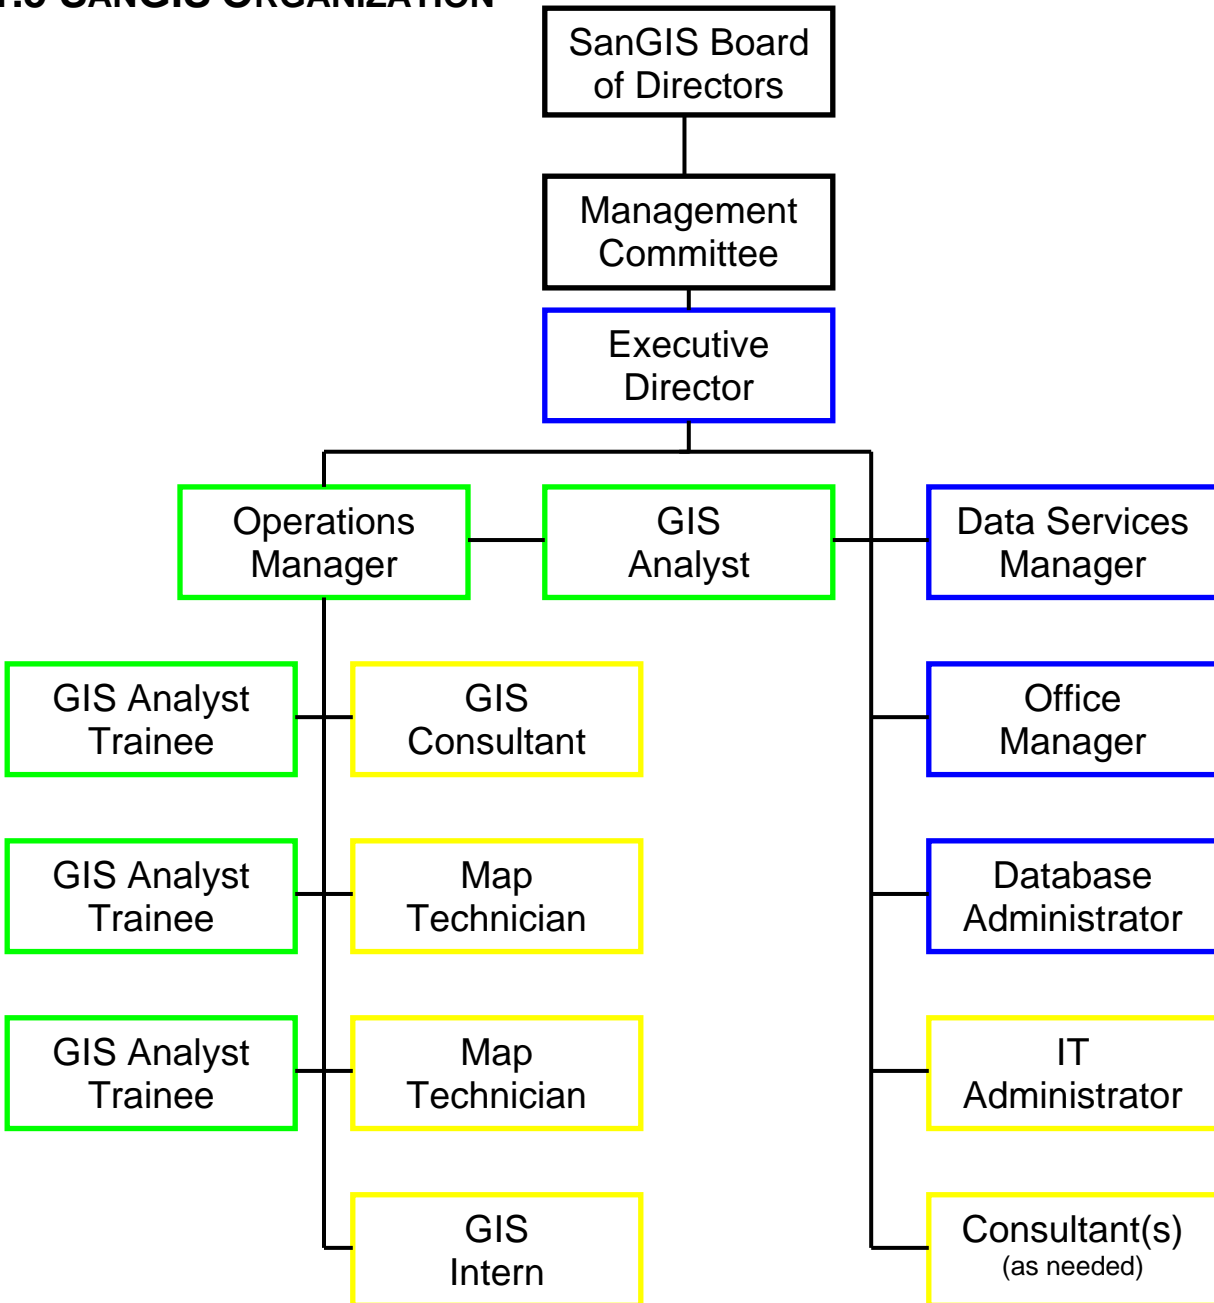 SANGIS ORGANIZATION
SanGIS Board
of Directors
Management
Committee
Executive
Director
Operations
Manager
GIS
Analyst
Data Services
Manager
GIS Analyst
Trainee
GIS
Consultant
Office
Manager
GIS Analyst
Trainee
Map
Technician
Database
Administrator
GIS Analyst
Trainee
Map
Technician
IT
Administrator
GIS
Intern
Consultant(s)
(as needed)